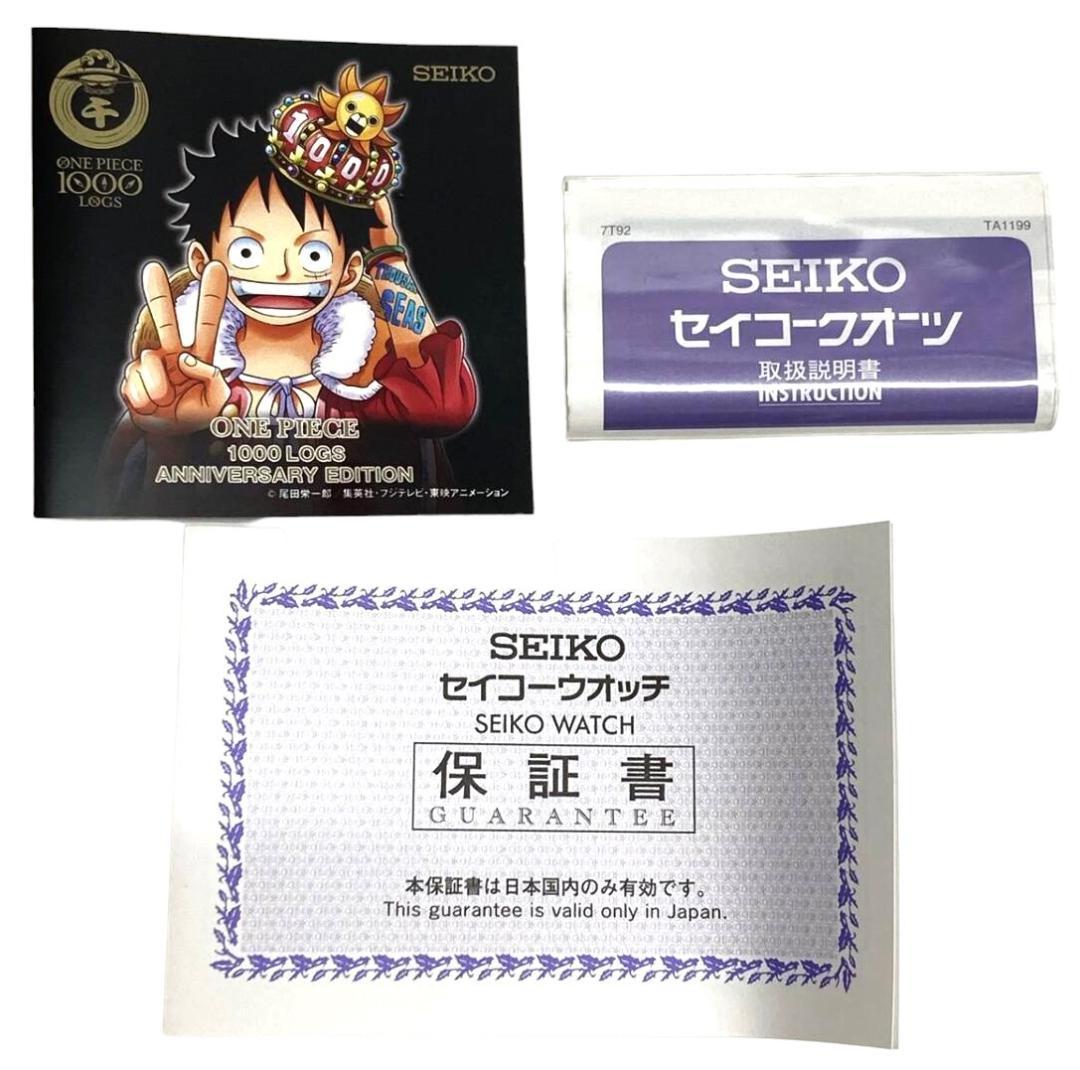 SEIKO
千
ONE PIECE
1000
LOGS
1000
SEAS
ONE PIECE
1000 LOGS
ANNIVERSARY EDITION
© 尾田栄一郎/集英社・フジテレビ・東映アニメーション
7T92 TA1199
SEIKO
セイコークオーツ
取扱説明書
INSTRUCTION
SEIKO
セイコーウオッチ
SEIKO WATCH
保証書
GUARANTEE
本保証書は日本国内のみ有効です。
This guarantee is valid only in Japan.